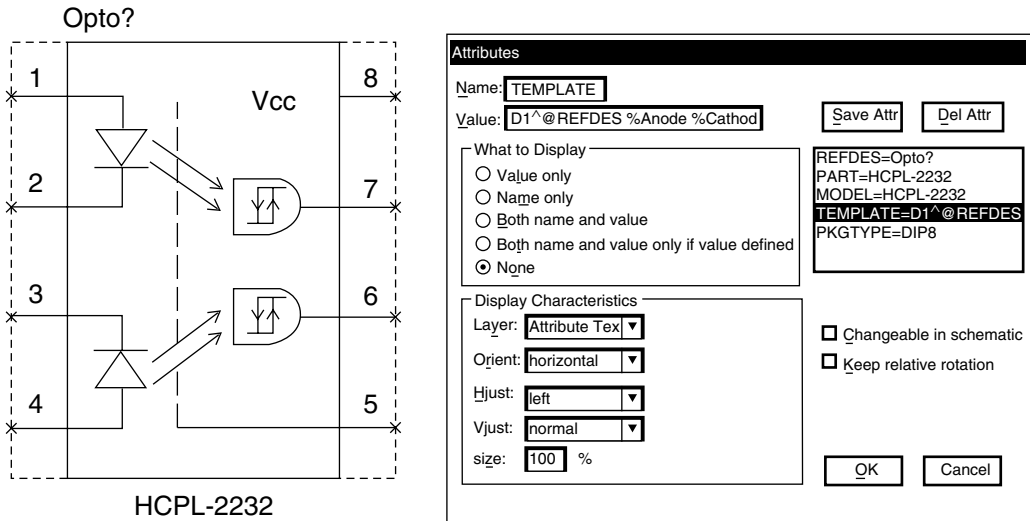 Opto?
1
8
Vcc
2
7
3
6
4
5
HCPL-2232
Attributes
Name: TEMPLATE
Value: D1^@REFDES %Anode %Cathod
Save Attr
Del Attr
What to Display
Value only
Name only
Both name and value
Both name and value only if value defined
None
REFDES=Opto?
PART=HCPL-2232
MODEL=HCPL-2232
TEMPLATE=D1^@REFDES
PKGTYPE=DIP8
Display Characteristics
Layer: Attribute Tex
Orient: horizontal
Hjust: left
Vjust: normal
size: 100 %
Changeable in schematic
Keep relative rotation
OK
Cancel